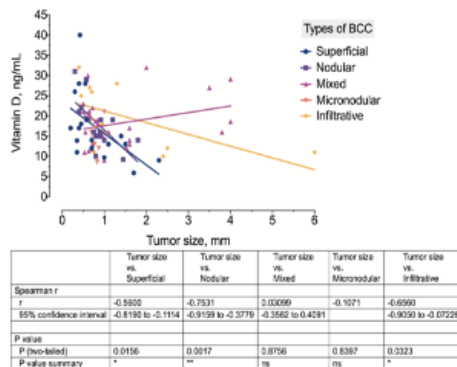 Types of BCC
Superficial
Nodular
Mixed
Micronodular
Infiltrative
Vitamin D, ng/mL
45
40
35
30
25
20
15
10
5
0
0 1 2 3 4 5 6
Tumor size, mm
Tumor size vs. Superficial Tumor size vs. Nodular Tumor size vs. Mixed Tumor size vs. Micronodular Tumor size vs. Infiltrative
Spearman r
r -0.5600 -0.7531 0.03099 -0.1071 -0.6560
95% confidence interval -0.8190 to -0.1114 -0.9159 to -0.3779 -0.3562 to 0.4091 -0.9050 to -0.07226
P value
P (two-tailed) 0.0156 0.0017 0.8756 0.8397 0.0323
P value summary * ** ns ns *